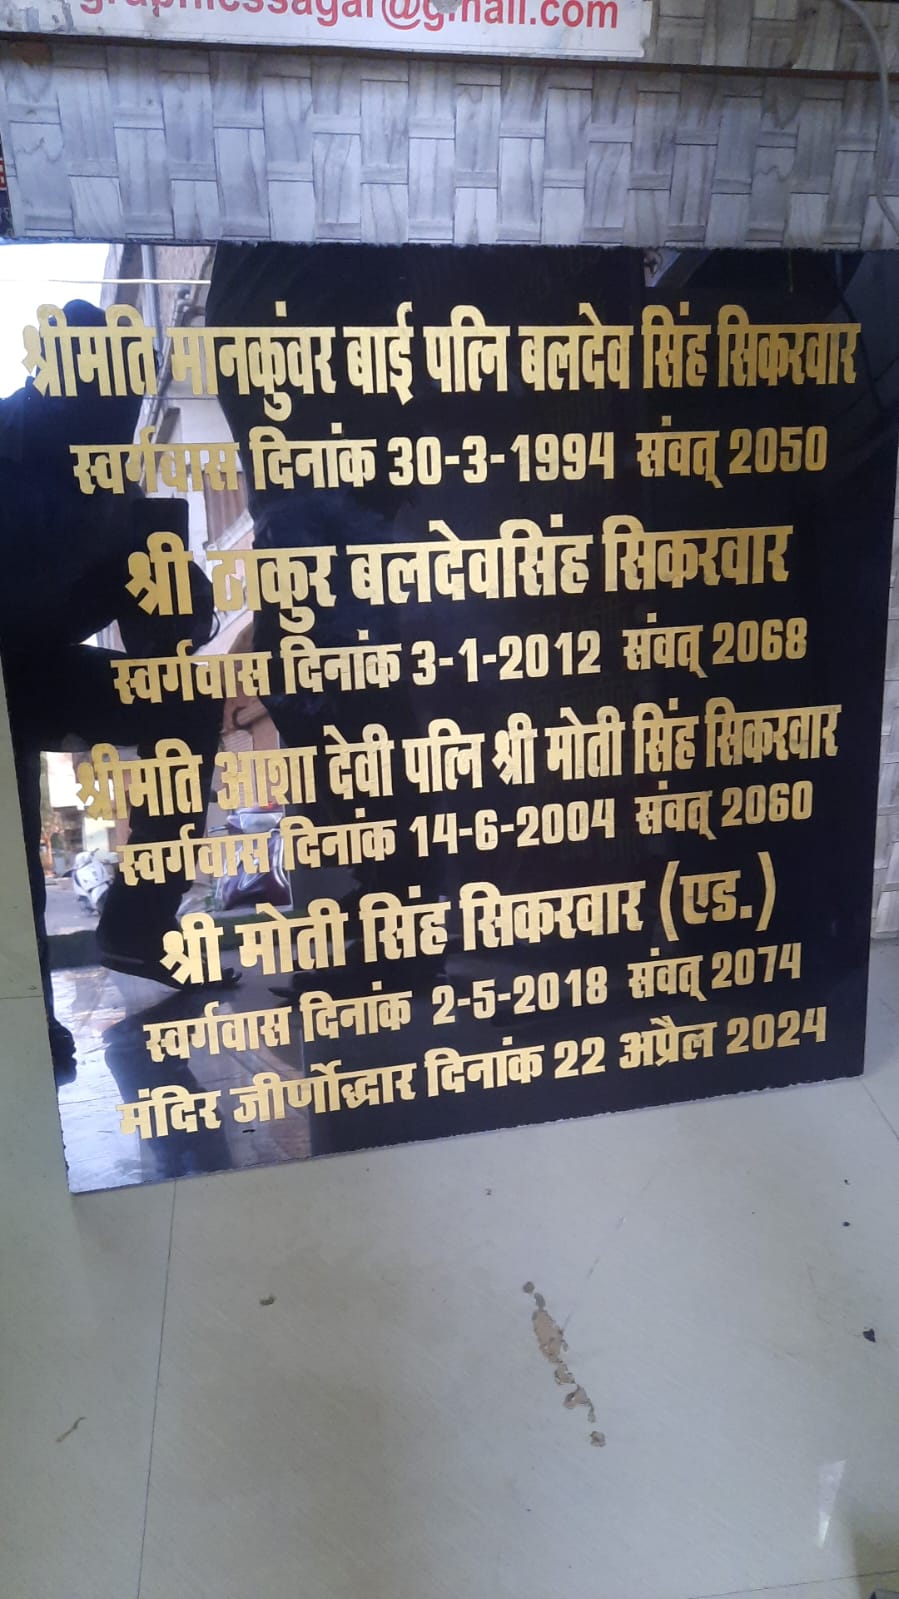 graphicssagar@gmail.com
श्रीमति मानकुंवर बाई पत्नि बलदेव सिंह सिकरवार
स्वर्गवास दिनांक 30-3-1994 संवत् 2050
श्री ठाकुर बलदेवसिंह सिकरवार
स्वर्गवास दिनांक 3-1-2012 संवत् 2068
श्रीमति आशा देवी पत्नि श्री मोती सिंह सिकरवार
स्वर्गवास दिनांक 14-6-2004 संवत् 2060
श्री मोती सिंह सिकरवार (एड.)
स्वर्गवास दिनांक 2-5-2018 संवत् 2074
मंदिर जीर्णोद्धार दिनांक 22 अप्रैल 2024